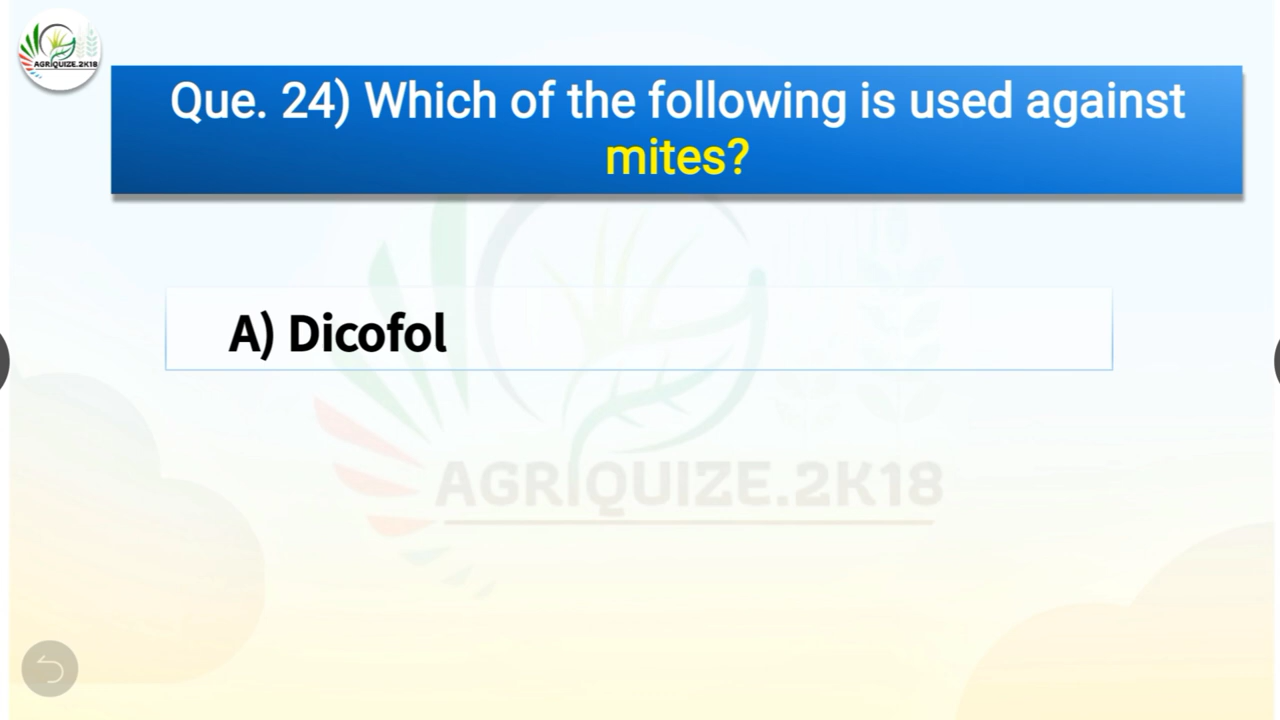 AGRIQUIZE.2K18
Que. 24) Which of the following is used against
mites?
A) Dicofol
AGRIQUIZE.2K18